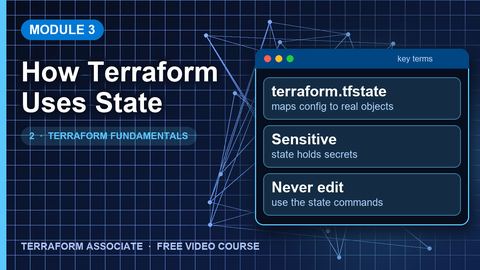 MODULE 3
How Terraform
Uses State
2 · TERRAFORM FUNDAMENTALS
key terms
terraform.tfstate
maps config to real objects
Sensitive
state holds secrets
Never edit
use the state commands
TERRAFORM ASSOCIATE · FREE VIDEO COURSE